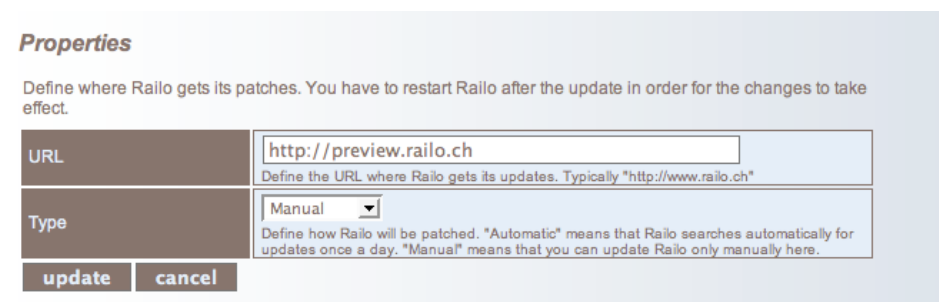 Properties
Define where Railo gets its patches. You have to restart Railo after the update in order for the changes to take
effect.
URL
http://preview.railo.ch
Define the URL where Railo gets its updates. Typically "http://www.railo.ch"
Type
Manual
Define how Railo will be patched. "Automatic" means that Railo searches automatically for
updates once a day. "Manual" means that you can update Railo only manually here.
update cancel